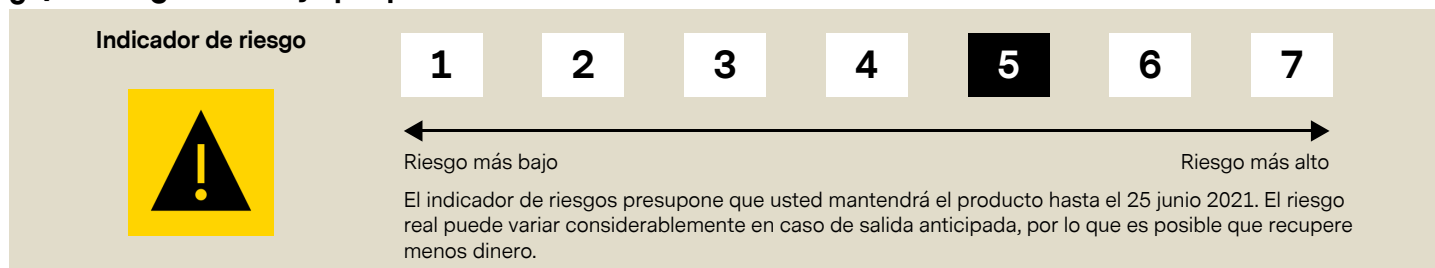 Indicador de riesgo
1 2 3 4 5 6 7
Riesgo más bajo Riesgo más alto
El indicador de riesgos presupone que usted mantendrá el producto hasta el 25 junio 2021. El riesgo
real puede variar considerablemente en caso de salida anticipada, por lo que es posible que recupere
menos dinero.